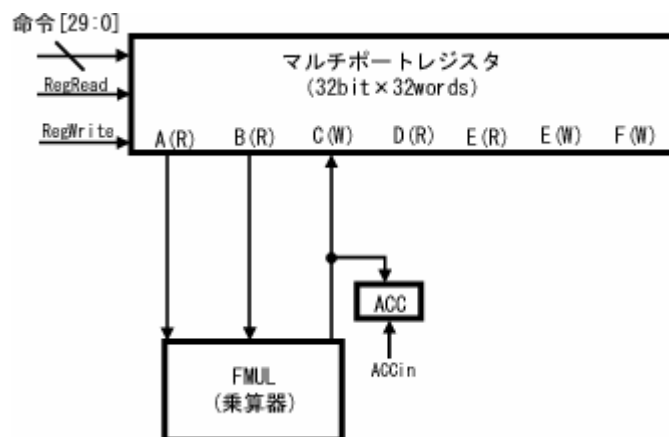 命令[29:0]
マルチポートレジスタ
(32bit×32words)
RegRead
RegWrite
A(R) B(R) C(W) D(R) E(R) E(W) F(W)
ACC
ACCin
FMUL
(乗算器)